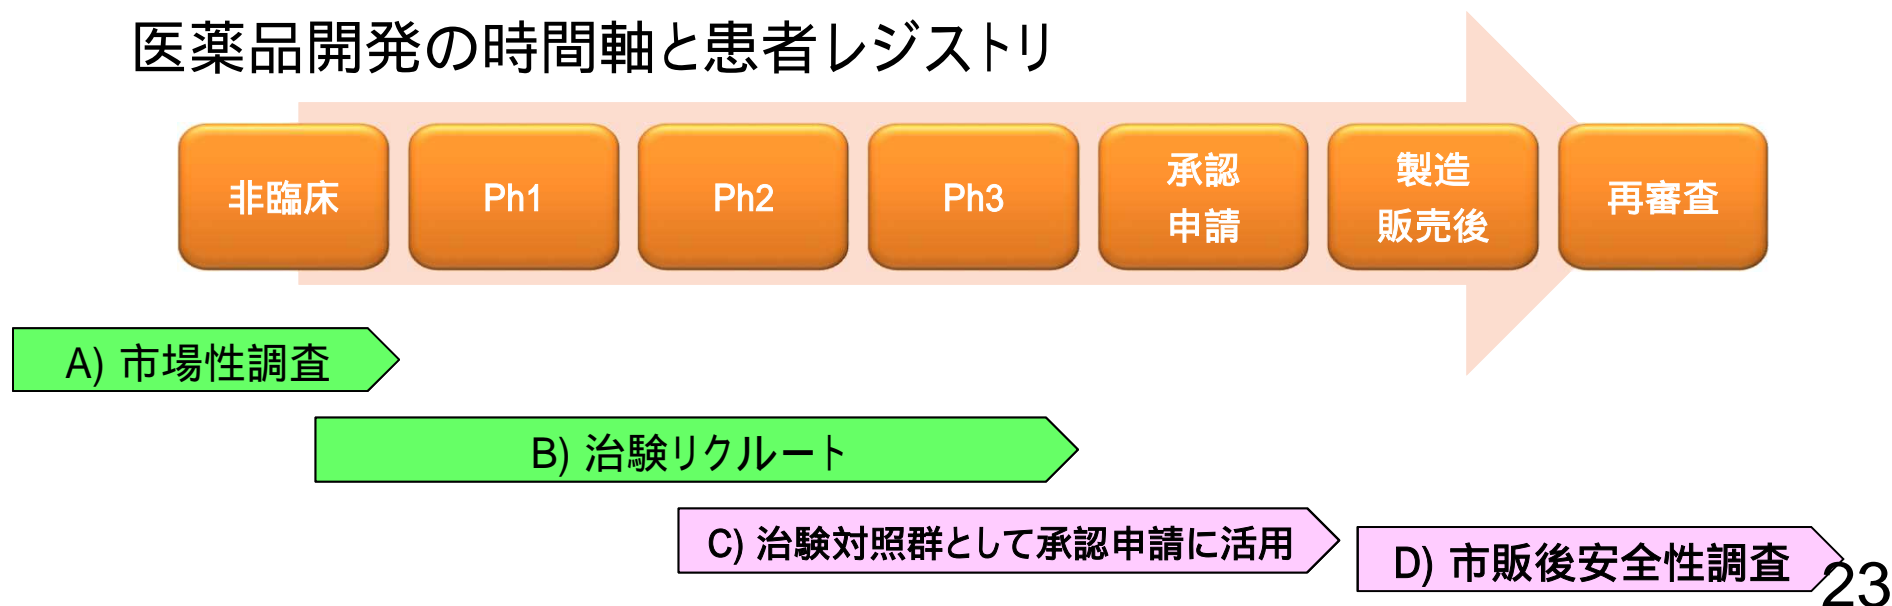 医薬品開発の時間軸と患者レジストリ
非臨床
Ph1
Ph2
Ph3
承認
申請
製造
販売後
再審査
A) 市場性調査
B) 治験リクルート
C) 治験対照群として承認申請に活用
D) 市販後安全性調査
23